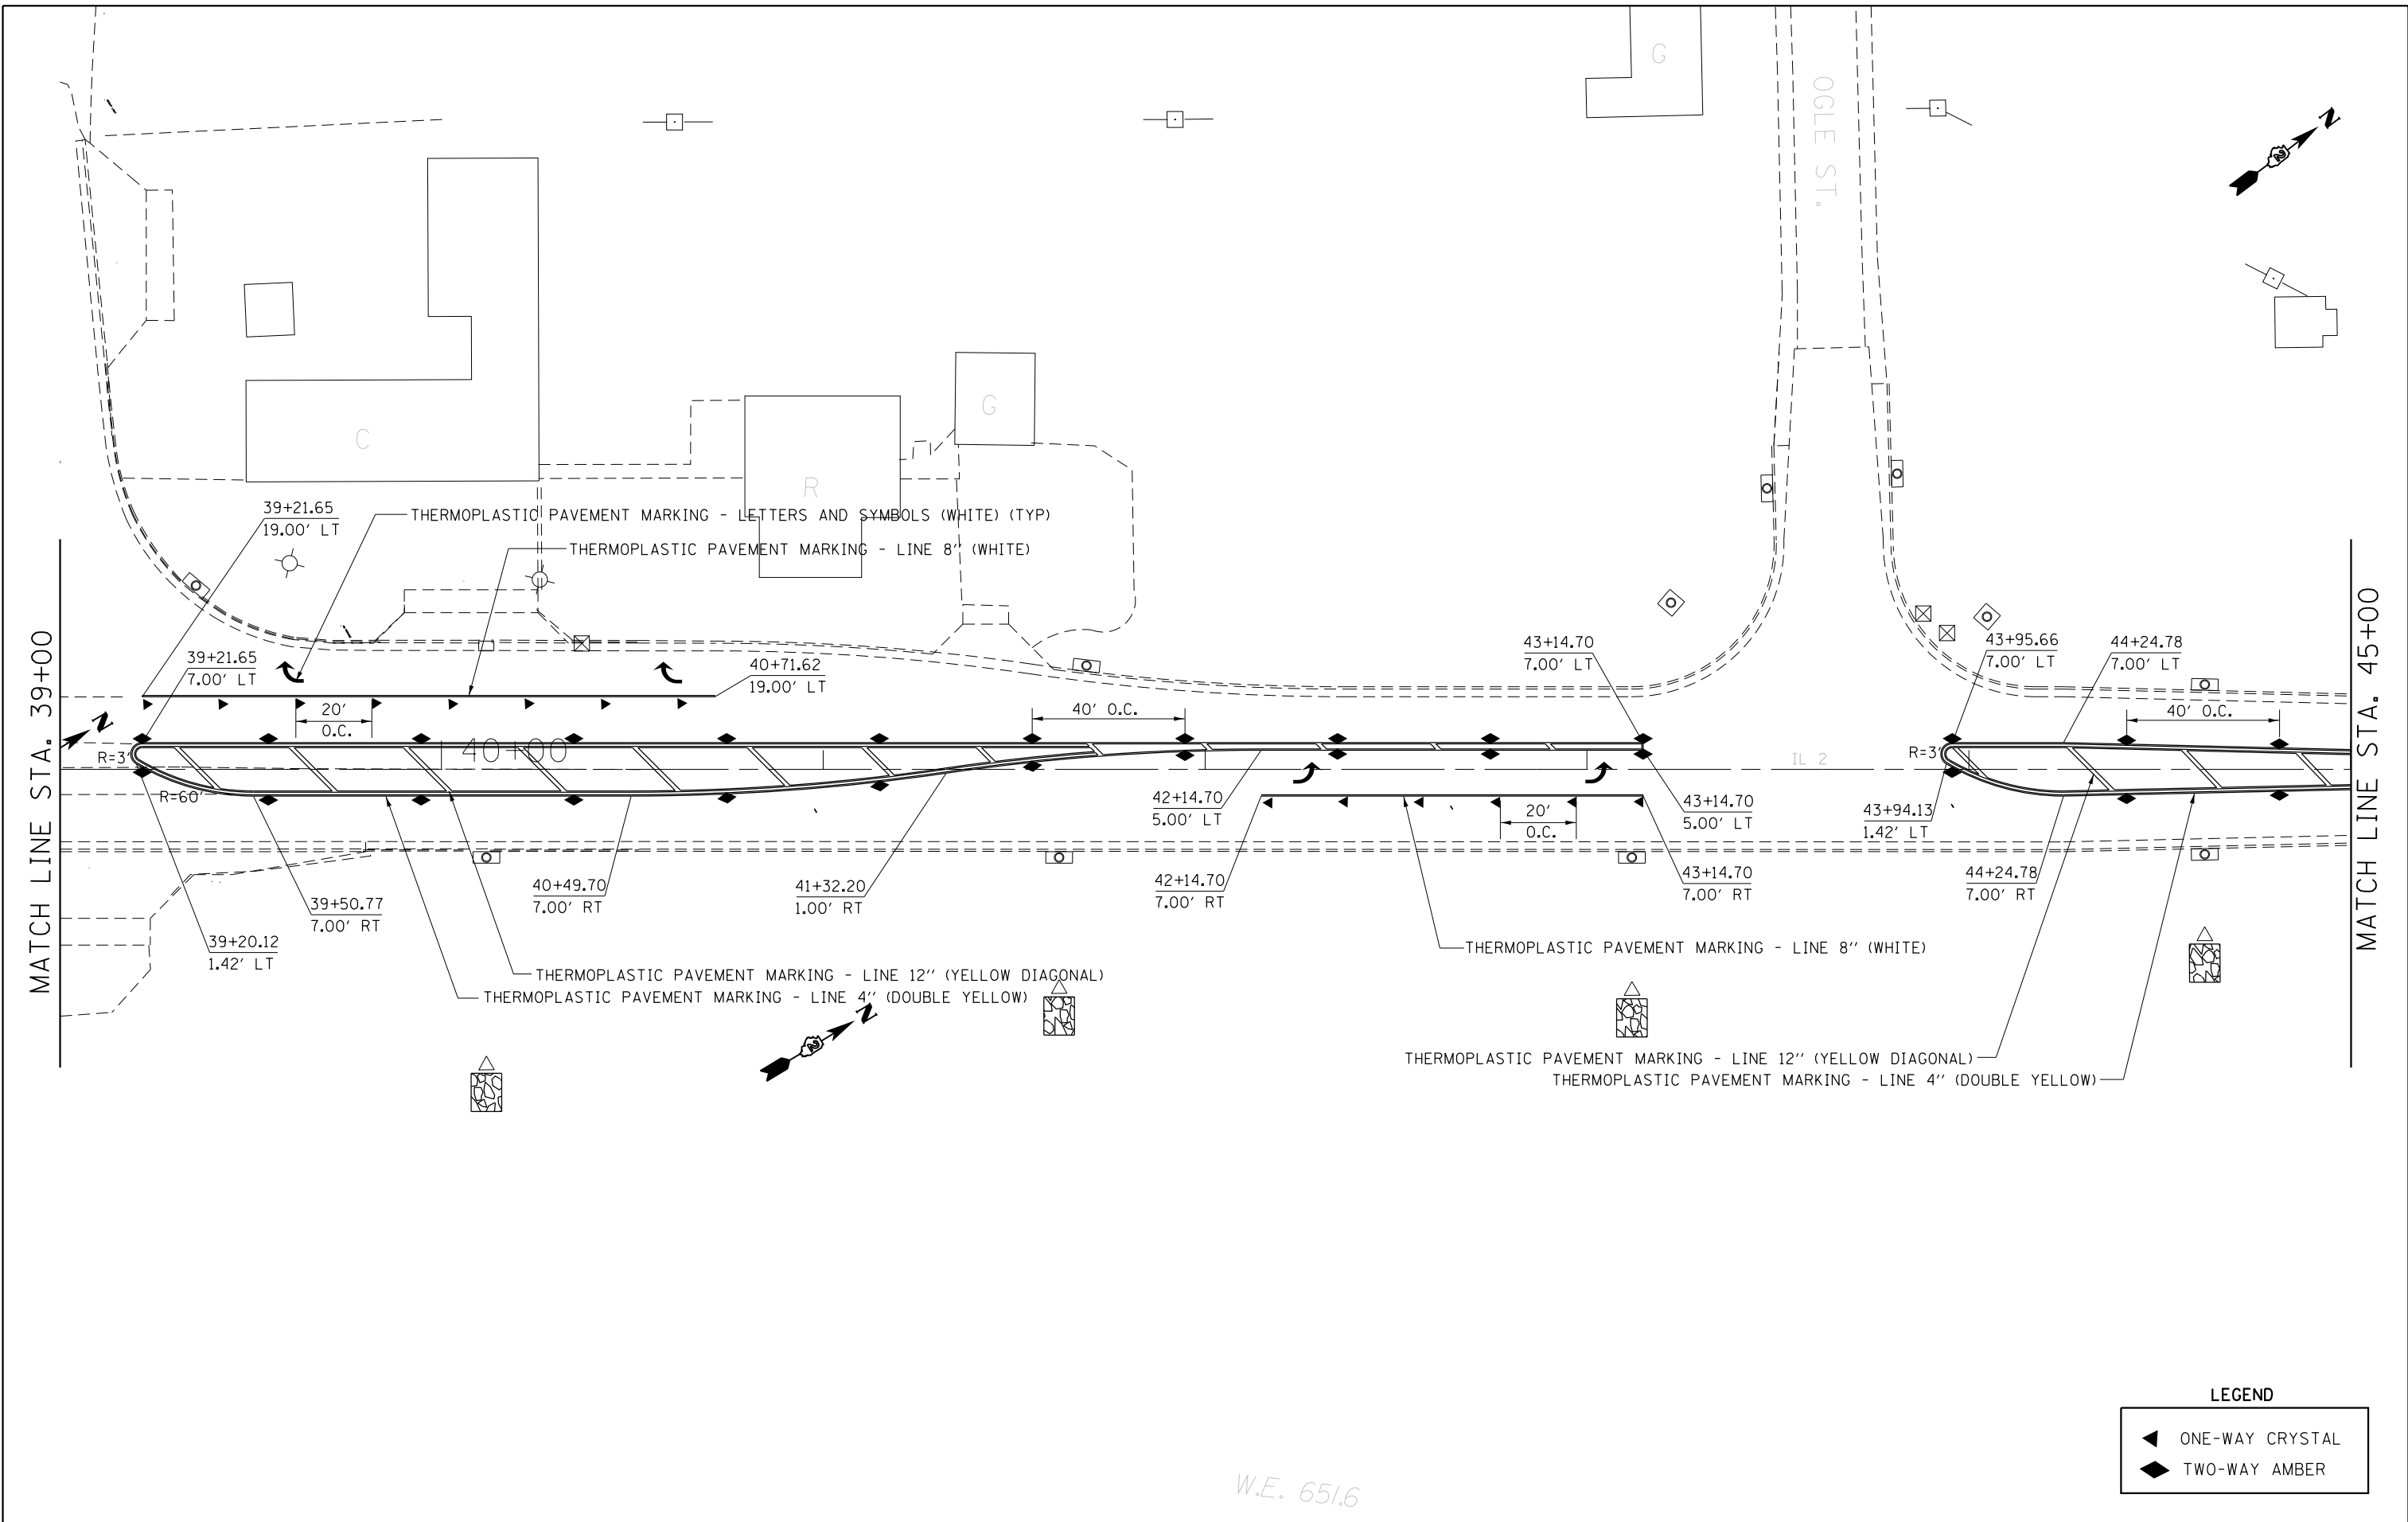 G
OGLE ST.
N
2
C
G
R
39+21.65
19.00' LT
THERMOPLASTIC PAVEMENT MARKING - LETTERS AND SYMBOLS (WHITE) (TYP)
THERMOPLASTIC PAVEMENT MARKING - LINE 8'' (WHITE)
MATCH LINE STA. 39+00
39+21.65
7.00' LT
40+71.62
19.00' LT
43+14.70
7.00' LT
43+95.66
7.00' LT
44+24.78
7.00' LT
MATCH LINE STA. 45+00
N
20'
O.C.
40' O.C.
40' O.C.
R=3'
40+00
IL 2
R=3'
R=60'
42+14.70
5.00' LT
20'
O.C.
43+14.70
5.00' LT
43+94.13
1.42' LT
39+50.77
7.00' RT
40+49.70
7.00' RT
41+32.20
1.00' RT
42+14.70
7.00' RT
43+14.70
7.00' RT
44+24.78
7.00' RT
39+20.12
1.42' LT
THERMOPLASTIC PAVEMENT MARKING - LINE 8'' (WHITE)
THERMOPLASTIC PAVEMENT MARKING - LINE 12'' (YELLOW DIAGONAL)
THERMOPLASTIC PAVEMENT MARKING - LINE 4'' (DOUBLE YELLOW)
N
2
THERMOPLASTIC PAVEMENT MARKING - LINE 12'' (YELLOW DIAGONAL)
THERMOPLASTIC PAVEMENT MARKING - LINE 4'' (DOUBLE YELLOW)
LEGEND
ONE-WAY CRYSTAL
TWO-WAY AMBER
W.E. 651.6